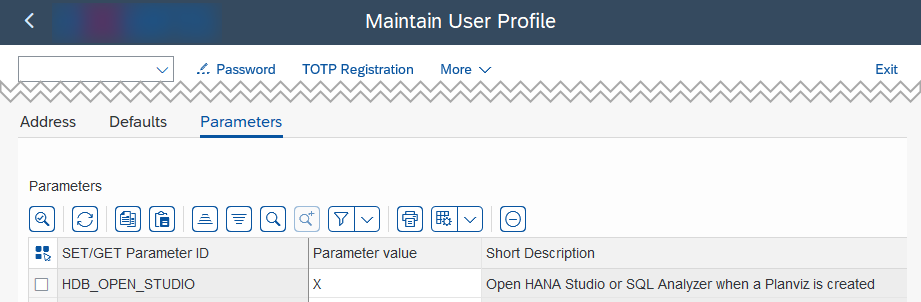 Maintain User Profile
Password TOTP Registration More Exit
Address Defaults Parameters
Parameters
SET/GET Parameter ID Parameter value Short Description
HDB_OPEN_STUDIO X Open HANA Studio or SQL Analyzer when a Planviz is created